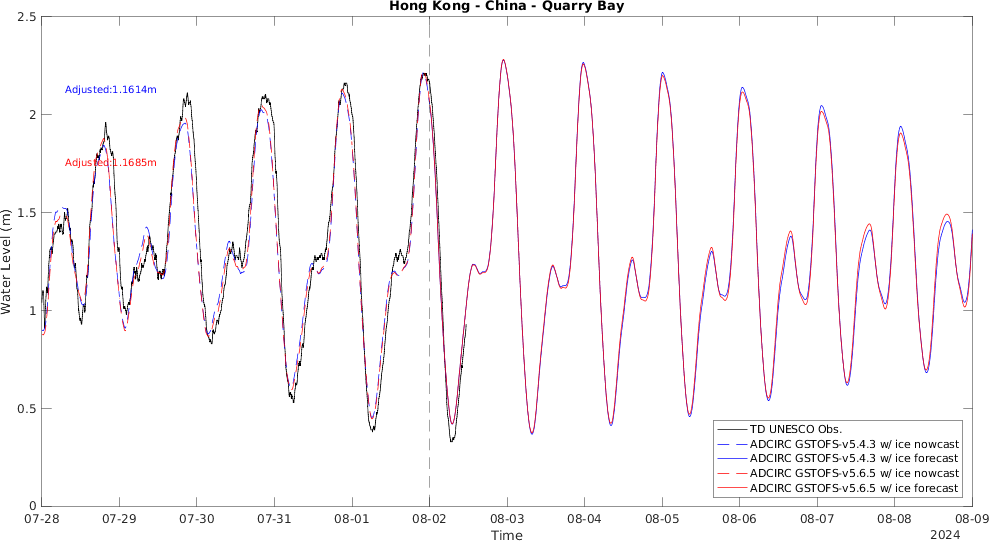 Hong Kong - China - Quarry Bay
2.5
2
1.5
1
0.5
0
Water Level (m)
Adjusted:1.1614m
Adjusted:1.1685m
TD UNESCO Obs.
ADCIRC GSTOFS-v5.4.3 w/ ice nowcast
ADCIRC GSTOFS-v5.4.3 w/ ice forecast
ADCIRC GSTOFS-v5.6.5 w/ ice nowcast
ADCIRC GSTOFS-v5.6.5 w/ ice forecast
07-28 07-29 07-30 07-31 08-01 08-02 08-03 08-04 08-05 08-06 08-07 08-08 08-09
Time
2024